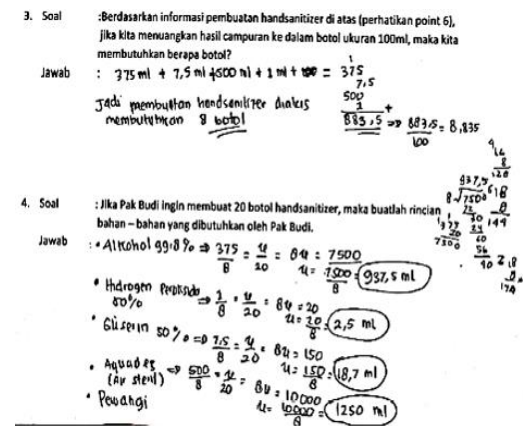 3. Soal :Berdasarkan informasi pembuatan handsanitizer di atas (perhatikan point 6),
jika kita menuangkan hasil campuran ke dalam botol ukuran 100ml, maka kita
membutuhkan berapa botol?
Jawab : 375 ml + 7,5 ml + 500 ml + 1 ml + = 375
7,5
500
1 +
883,5 => 883,5 = 8,835
100
Jadi pembuatan handsanitizer diatas
membutuhkan 8 botol
4. Soal : Jika Pak Budi ingin membuat 20 botol handsanitizer, maka buatlah rincian
bahan – bahan yang dibutuhkan oleh Pak Budi.
Jawab : • Alkohol 99.8% => 375 = u = 8u = 7500
8 20 u = 7500 = 937,5 ml
8
• Hidrogen Peroksida
50% => 1 = u = 8u = 20
8 20 u = 20 = 2,5 ml
8
• Gliserin 50% => 7,5 = u = 8u = 150
8 20 u = 150 = 18,7 ml
8
• Aquades => 500 = u = 8u = 10000
(Air steril) 8 20 u = 10000 = 1250 ml
8
• Pewangi
937,5
8 √7500